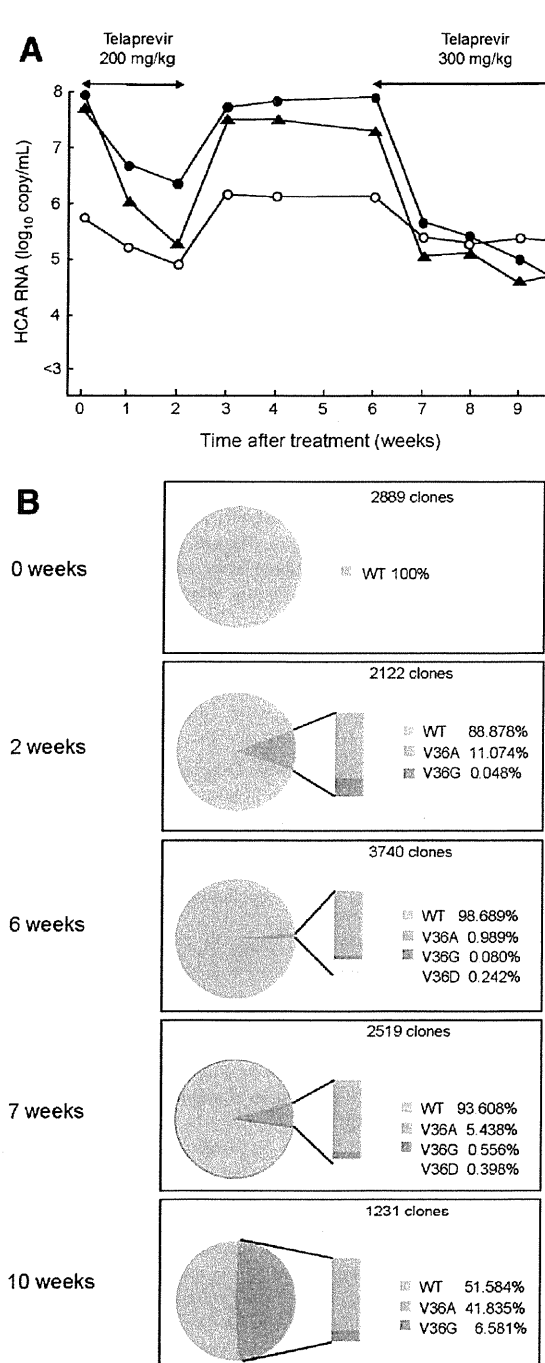 A
Telaprevir
200 mg/kg
Telaprevir
300 mg/kg
8
7
6
5
4
<3
HCA RNA (log10 copy/mL)
0 1 2 3 4 5 6 7 8 9
Time after treatment (weeks)
B
0 weeks
2889 clones
WT 100%
2 weeks
2122 clones
WT 88.878%
V36A 11.074%
V36G 0.048%
6 weeks
3740 clones
WT 98.689%
V36A 0.989%
V36G 0.080%
V36D 0.242%
7 weeks
2519 clones
WT 93.608%
V36A 5.438%
V36G 0.556%
V36D 0.398%
10 weeks
1231 clones
WT 51.584%
V36A 41.835%
V36G 6.581%